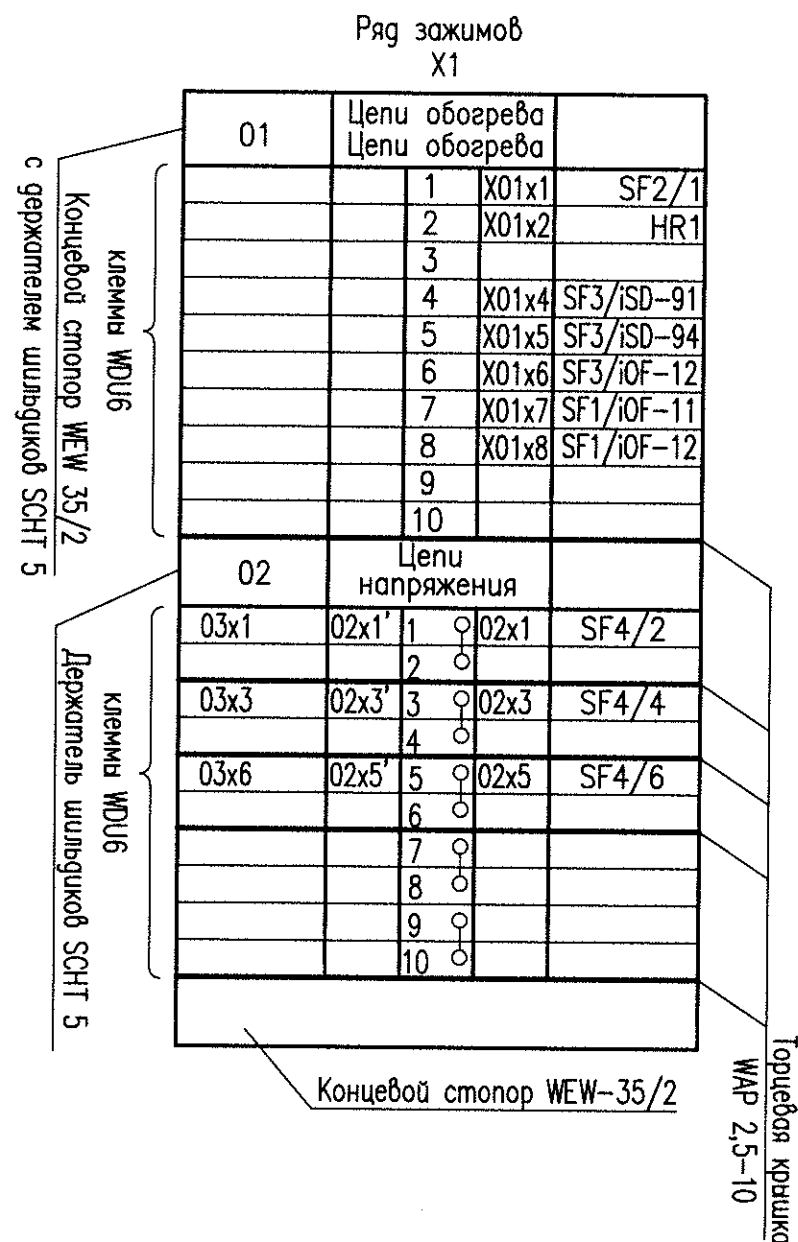 Ряд зажимов
X1
01
Цепи обогрева
Цепи обогрева
1 X01x1 SF2/1
2 X01x2 HR1
3
4 X01x4 SF3/iSD-91
5 X01x5 SF3/iSD-94
6 X01x6 SF3/iOF-12
7 X01x7 SF1/iOF-11
8 X01x8 SF1/iOF-12
9
10
02
Цепи
напряжения
03x1 02x1' 1 02x1 SF4/2
2
03x3 02x3' 3 02x3 SF4/4
4
03x6 02x5' 5 02x5 SF4/6
6
7
8
9
10
клеммы WDU6
Концевой стопор WEW 35/2
с держателем шильдиков SCHT 5
клеммы WDU6
Держатель шильдиков SCHT 5
Концевой стопор WEW-35/2
Торцевая крышка
WAP 2,5-10